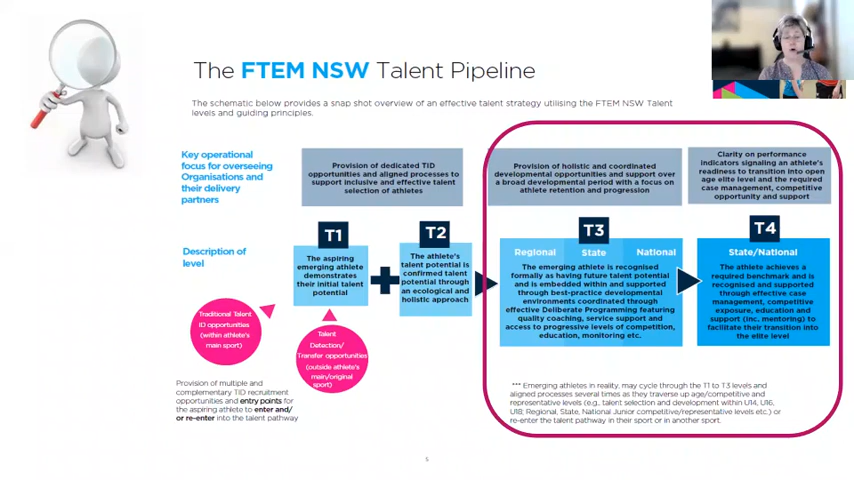 The FTEM NSW Talent Pipeline
The schematic below provides a snap shot overview of an effective talent strategy utilising the FTEM NSW Talent
levels and guiding principles.
Key operational
focus for overseeing
Organisations and
their delivery
partners
Provision of dedicated TID
opportunities and aligned processes to
support inclusive and effective talent
selection of athletes
Provision of holistic and coordinated
developmental opportunities and support over
a broad developmental period with a focus on
athlete retention and progression
Clarity on performance
indicators signaling an athlete's
readiness to transition into open
age elite level and the required
case management, competitive
opportunity and support
Description of
level
T1
The aspiring
emerging athlete
demonstrates
their initial talent
potential
T2
The athlete's
talent potential is
confirmed talent
potential through
an ecological and
holistic approach
T3
Regional State National
The emerging athlete is recognised
formally as having future talent potential
and is embedded within and supported
through best-practice developmental
environments coordinated through
effective Deliberate Programming featuring
quality coaching, service support and
access to progressive levels of competition,
education, monitoring etc.
T4
State/National
The athlete achieves a
required benchmark and is
recognised and supported
through effective case
management, competitive
exposure, education and
support (inc. mentoring) to
facilitate their transition into
the elite level
Traditional Talent
ID opportunities
(within athlete's
main sport)
Talent
Detection/
Transfer opportunities
(outside athlete's
main/original
sport)
Provision of multiple and
complementary TID recruitment
opportunities and entry points for
the aspiring athlete to enter and/
or re-enter into the talent pathway
*** Emerging athletes in reality, may cycle through the T1 to T3 levels and
aligned processes several times as they traverse up age/competitive and
representative levels (e.g., talent selection and development within U14, U16,
U18; Regional, State, National Junior competitive/representative levels etc.) or
re-enter the talent pathway in their sport or in another sport.
5